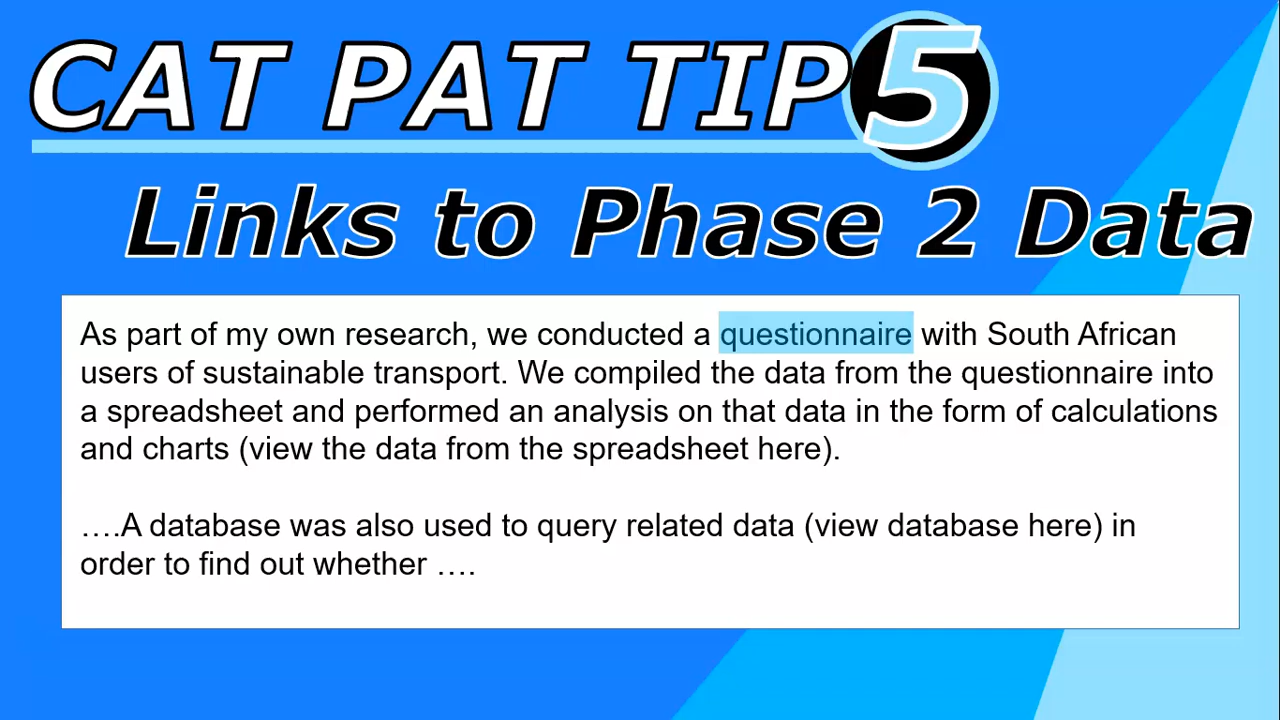 CAT PAT TIP 5
Links to Phase 2 Data
As part of my own research, we conducted a questionnaire with South African
users of sustainable transport. We compiled the data from the questionnaire into
a spreadsheet and performed an analysis on that data in the form of calculations
and charts (view the data from the spreadsheet here).
….A database was also used to query related data (view database here) in
order to find out whether ….